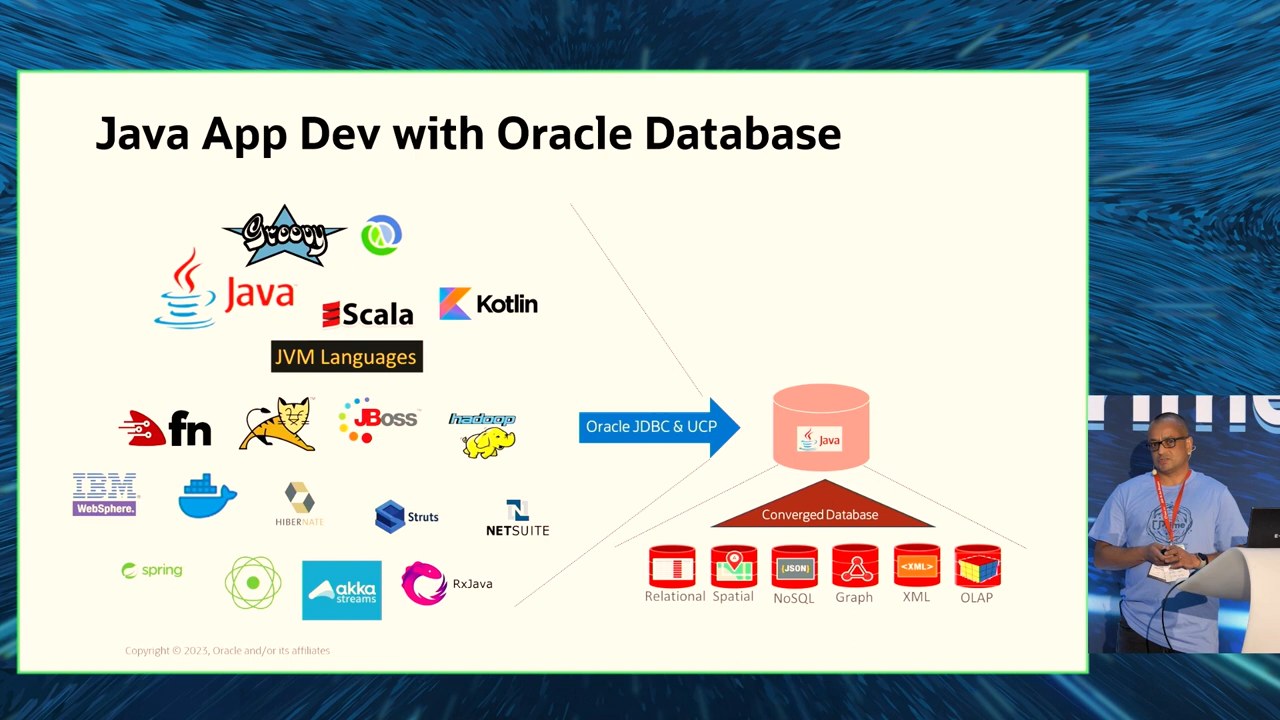 Java App Dev with Oracle Database
Groovy
Java
Scala
Kotlin
JVM Languages
fn
JBoss
hadoop
Oracle JDBC & UCP
Java
IBM
WebSphere.
HIBERNATE
Struts
NETSUITE
Converged Database
{JSON}
<XML>
Relational
Spatial
NoSQL
Graph
XML
OLAP
spring
akka
streams
RxJava
Copyright © 2023, Oracle and/or its affiliates